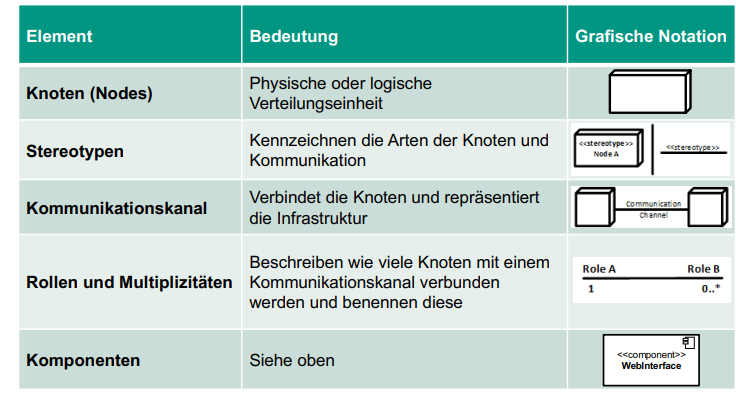 Element
Bedeutung
Grafische Notation
Knoten (Nodes)
Physische oder logische
Verteilungseinheit
Stereotypen
Kennzeichnen die Arten der Knoten und
Kommunikation
<<stereotype>>
Node A
<<stereotype>>
Kommunikationskanal
Verbindet die Knoten und repräsentiert
die Infrastruktur
Communication
Channel
Rollen und Multiplizitäten
Beschreiben wie viele Knoten mit einem
Kommunikationskanal verbunden
werden und benennen diese
Role A
Role B
1
0..*
Komponenten
Siehe oben
<<component>>
WebInterface